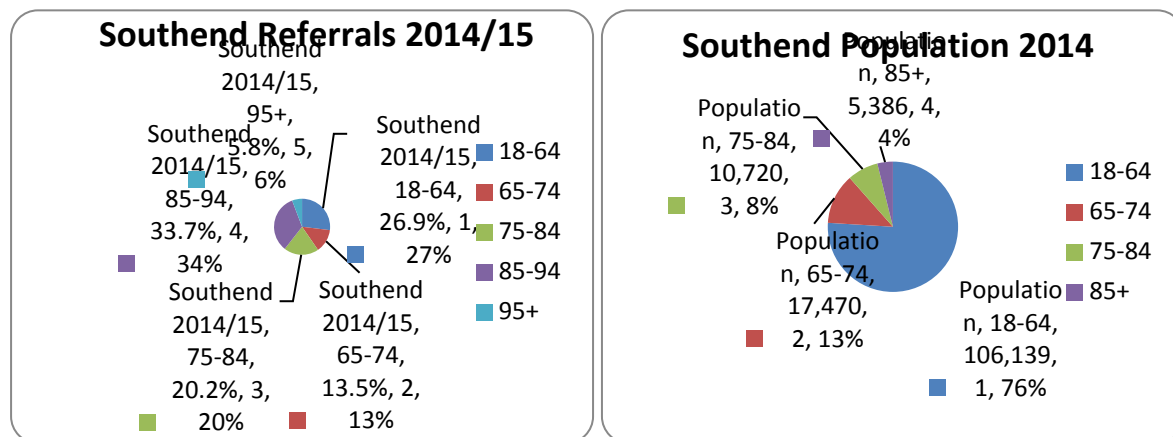 Southend Referrals 2014/15
Southend
2014/15,
95+,
5.8%, 5,
6%
Southend
2014/15,
85-94,
33.7%, 4,
34%
Southend
2014/15,
18-64,
26.9%, 1,
27%
Southend
2014/15,
75-84,
20.2%, 3,
20%
Southend
2014/15,
65-74,
13.5%, 2,
13%
18-64
65-74
75-84
85-94
95+
Southend Population 2014
Populatio
n, 85+,
5,386, 4,
4%
Populatio
n, 75-84,
10,720,
3, 8%
Populatio
n, 65-74,
17,470,
2, 13%
Populatio
n, 18-64,
106,139,
1, 76%
18-64
65-74
75-84
85+